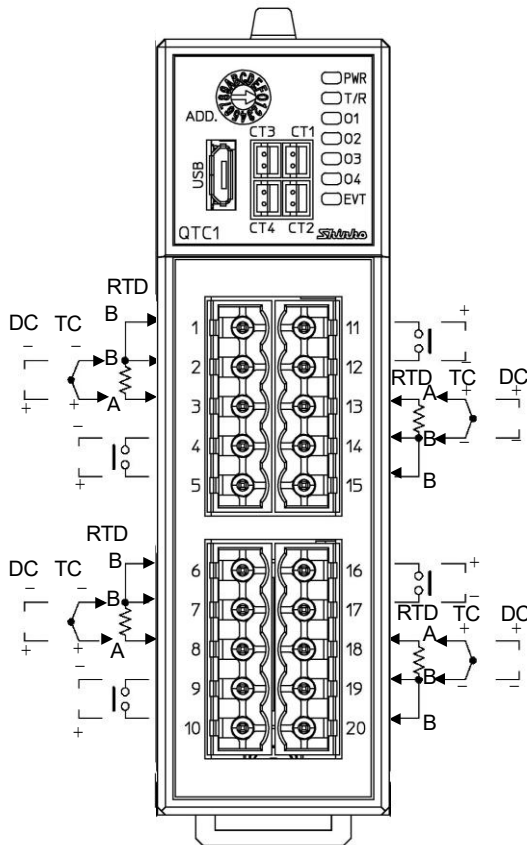 PWR
T/R
O1
O2
O3
O4
EVT
ADD.
0123456789ABCDEF
CT3 CT1
USB
CT4 CT2
QTC1 Shinko
RTD
DC TC B
− − B
+ + A
−
+
1 11
2 12
3 13
4 14
5 15
+
−
RTD A TC DC
+ +
B − −
B
RTD
DC TC B
− − B
+ + A
−
+
6 16
7 17
8 18
9 19
10 20
+
−
RTD A TC DC
+ +
B − −
B